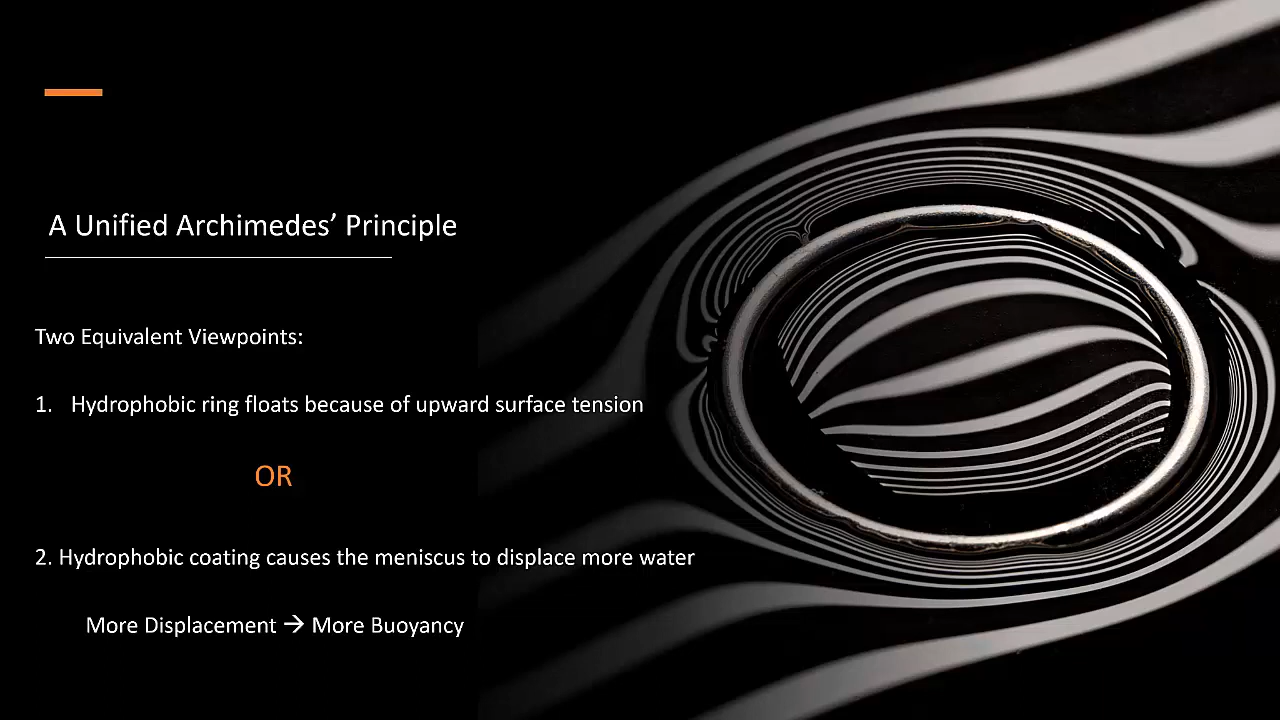 A Unified Archimedes’ Principle
Two Equivalent Viewpoints:
1. Hydrophobic ring floats because of upward surface tension
OR
2. Hydrophobic coating causes the meniscus to displace more water
More Displacement → More Buoyancy